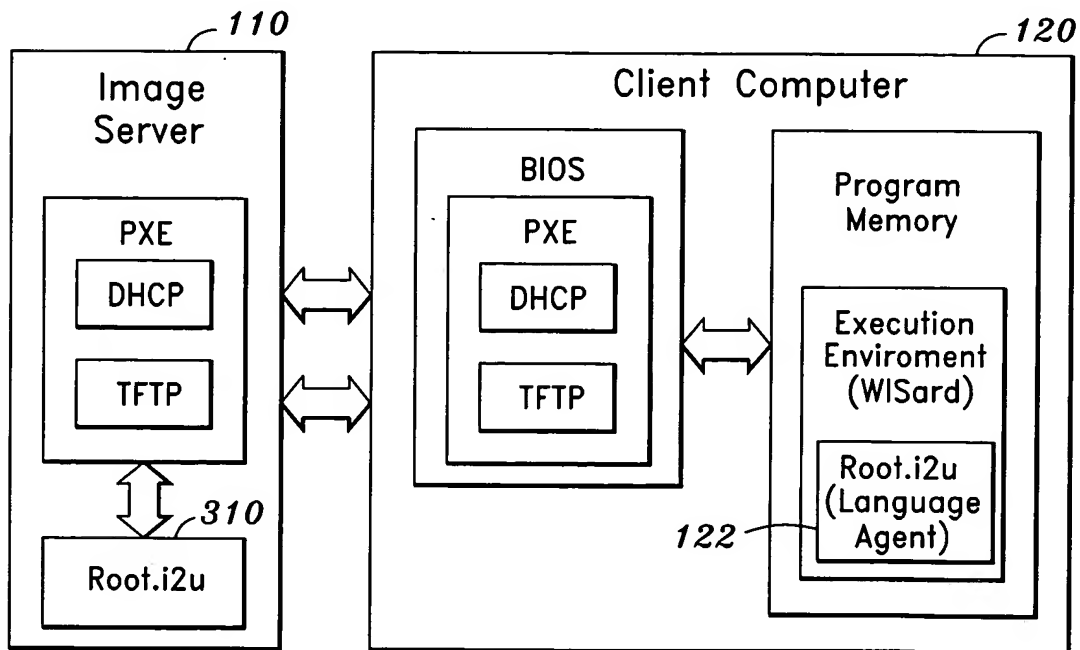 110
Image
Server
PXE
DHCP
TFTP
310
Root.i2u
120
Client Computer
BIOS
PXE
DHCP
TFTP
Program
Memory
Execution
Enviroment
(WISard)
Root.i2u
(Language
Agent)
122